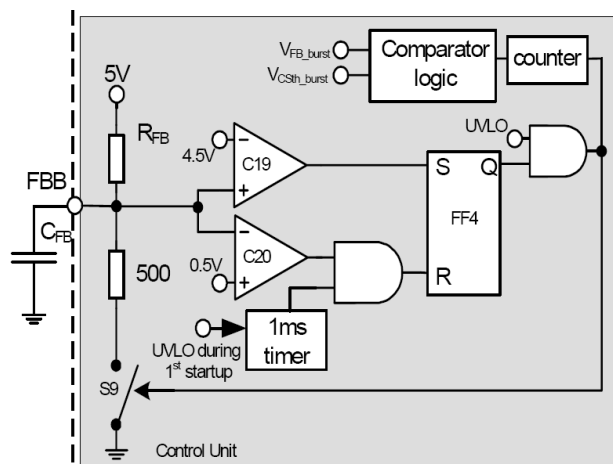 V_FB_burst
V_CSth_burst
Comparator
logic
counter
5V
R_FB
UVLO
4.5V
C19
S
Q
FBB
C_FB
FF4
C20
500
0.5V
R
1ms
timer
UVLO during
1st startup
S9
Control Unit